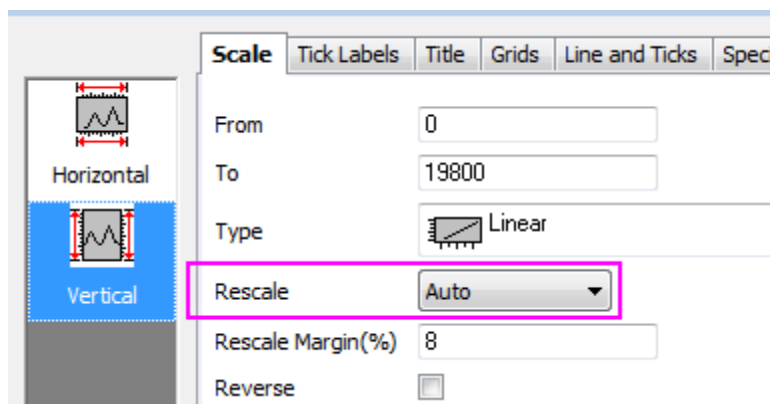 Scale Tick Labels Title Grids Line and Ticks Speci
Horizontal
Vertical
From 0
To 19800
Type Linear
Rescale Auto
Rescale Margin(%) 8
Reverse